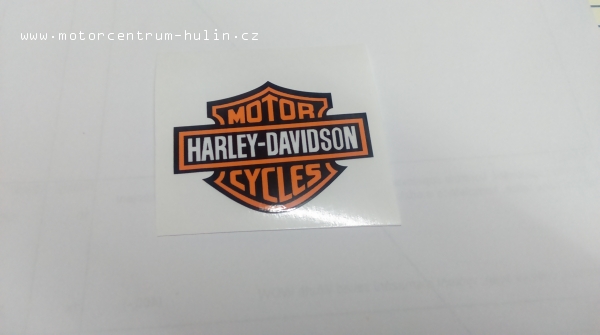 www.motorcentrum-hulin.cz
MOTOR
HARLEY-DAVIDSON
CYCLES